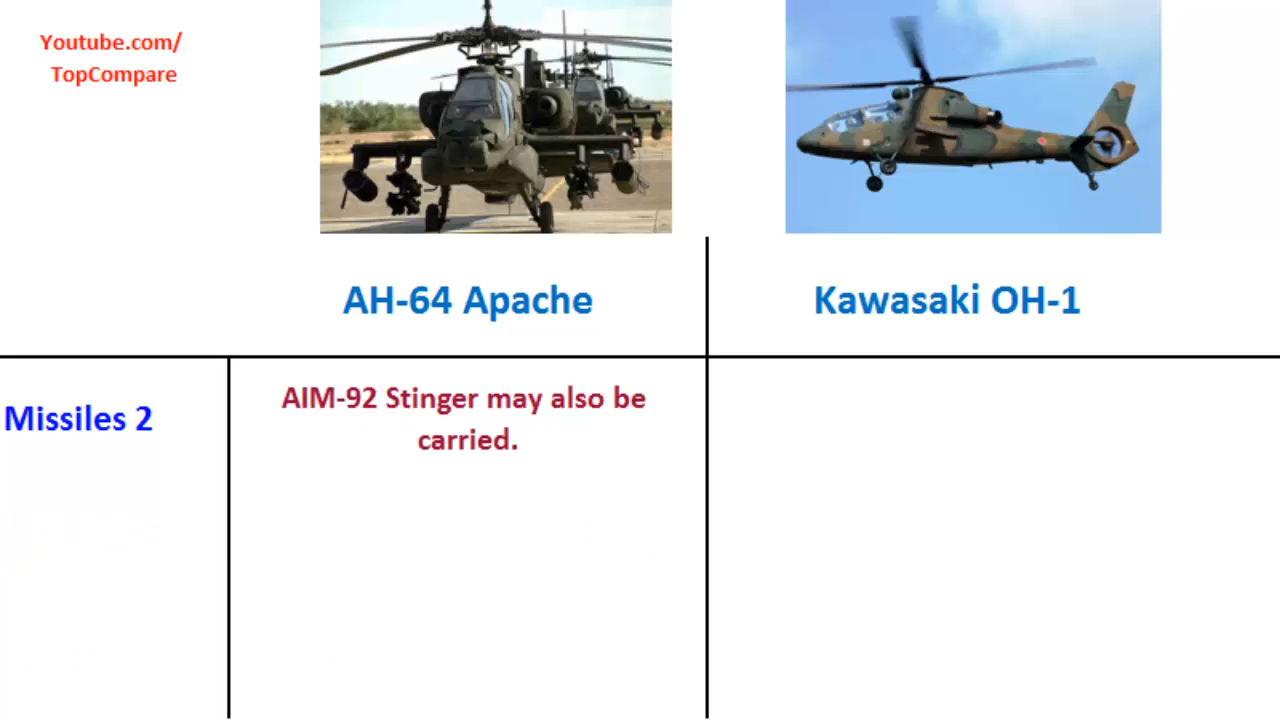 Youtube.com/
TopCompare
AH-64 Apache
Kawasaki OH-1
Missiles 2
AIM-92 Stinger may also be
carried.